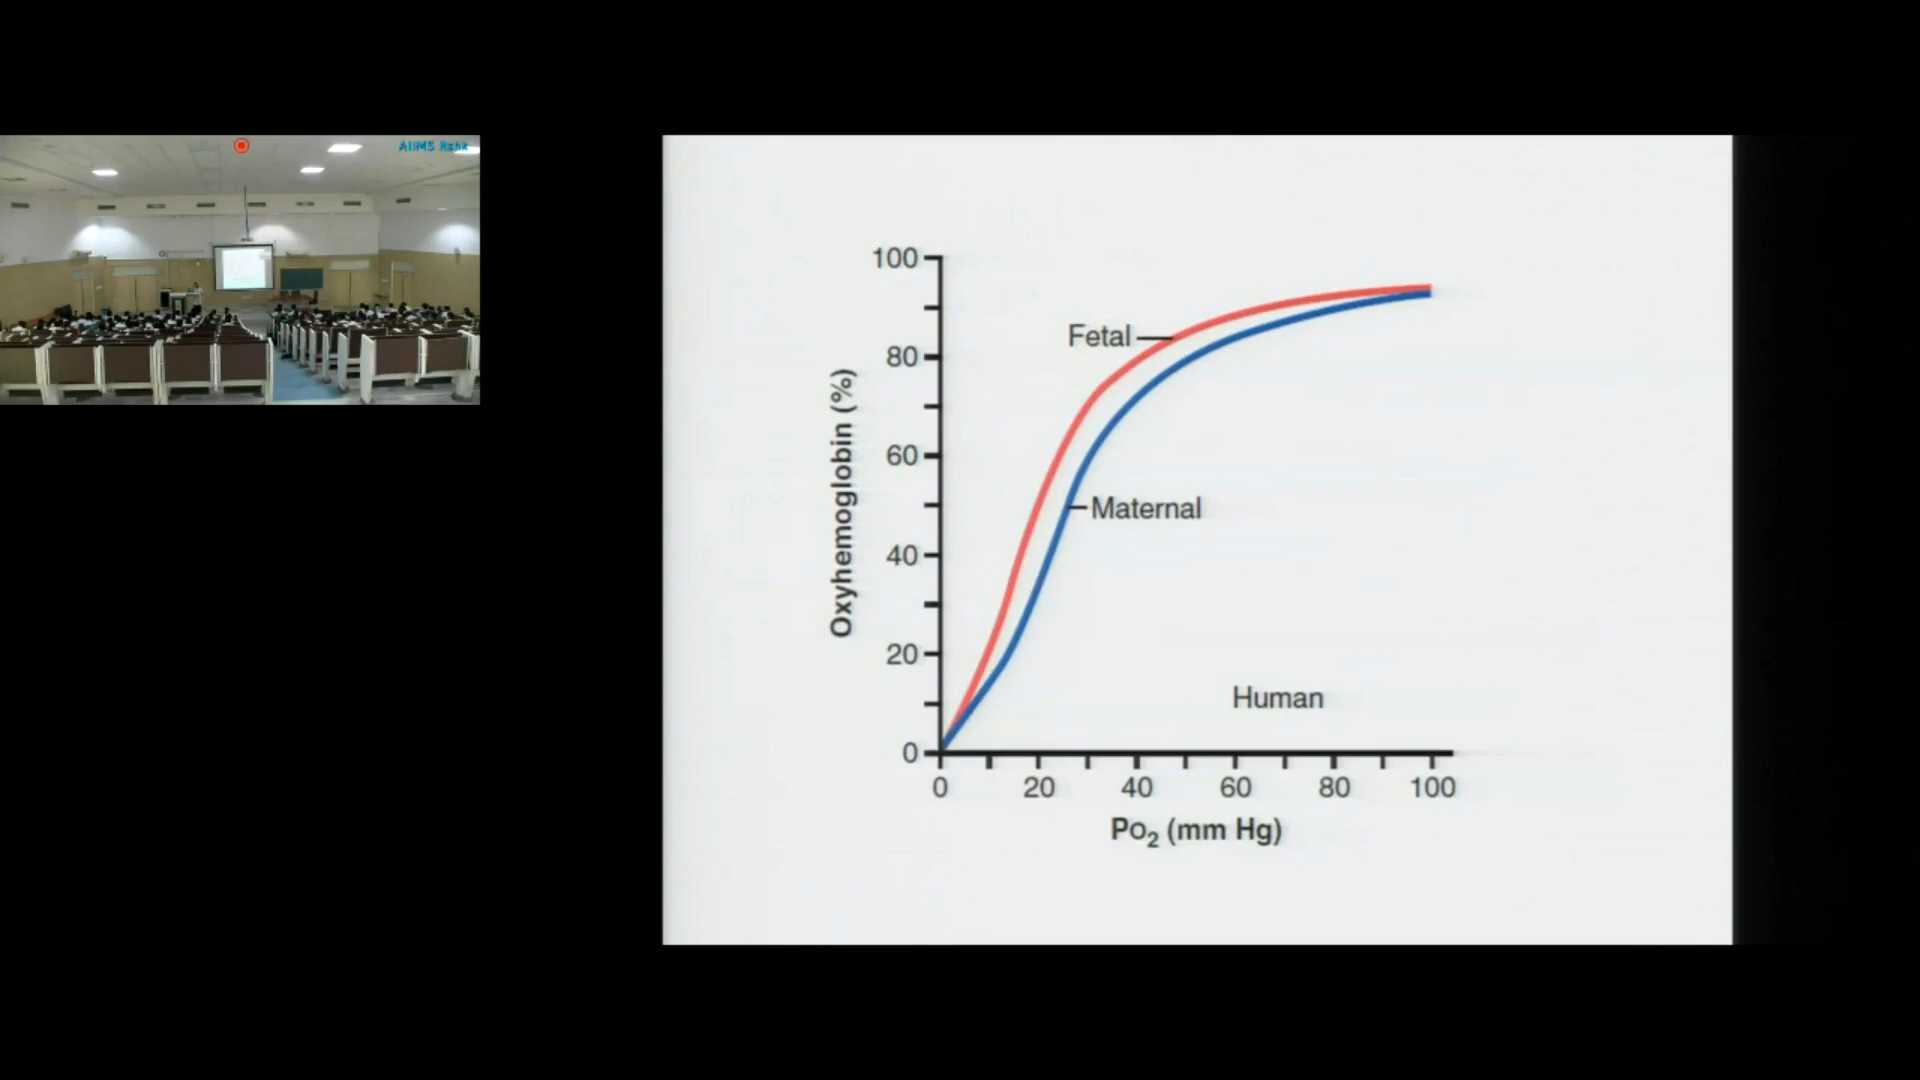 AIIMS Rshk
100
80
60
40
20
0
Oxyhemoglobin (%)
Fetal
Maternal
Human
0 20 40 60 80 100
PO₂ (mm Hg)